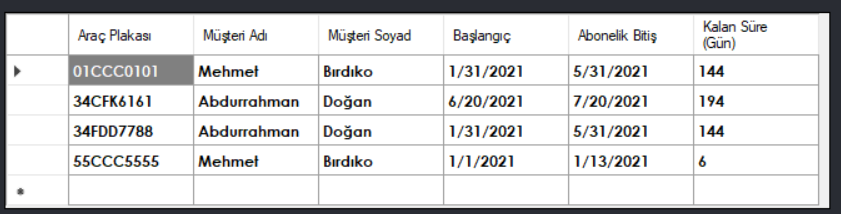 Araç Plakası Müşteri Adı Müşteri Soyad Başlangıç Abonelik Bitiş Kalan Süre (Gün)
01CCC0101 Mehmet Bırdıko 1/31/2021 5/31/2021 144
34CFK6161 Abdurrahman Doğan 6/20/2021 7/20/2021 194
34FDD7788 Abdurrahman Doğan 1/31/2021 5/31/2021 144
55CCC5555 Mehmet Bırdıko 1/1/2021 1/13/2021 6